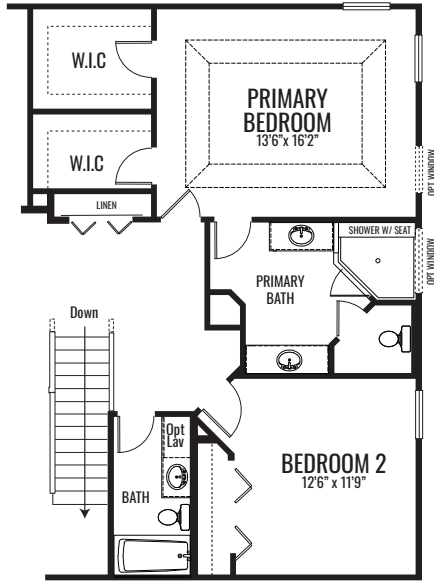 W.I.C
PRIMARY
BEDROOM
13'6"x 16'2"
W.I.C
OPT WINDOW
LINEN
SHOWER W/ SEAT
OPT WINDOW
PRIMARY
BATH
Down
Opt
Lav
BEDROOM 2
12'6" x 11'9"
BATH